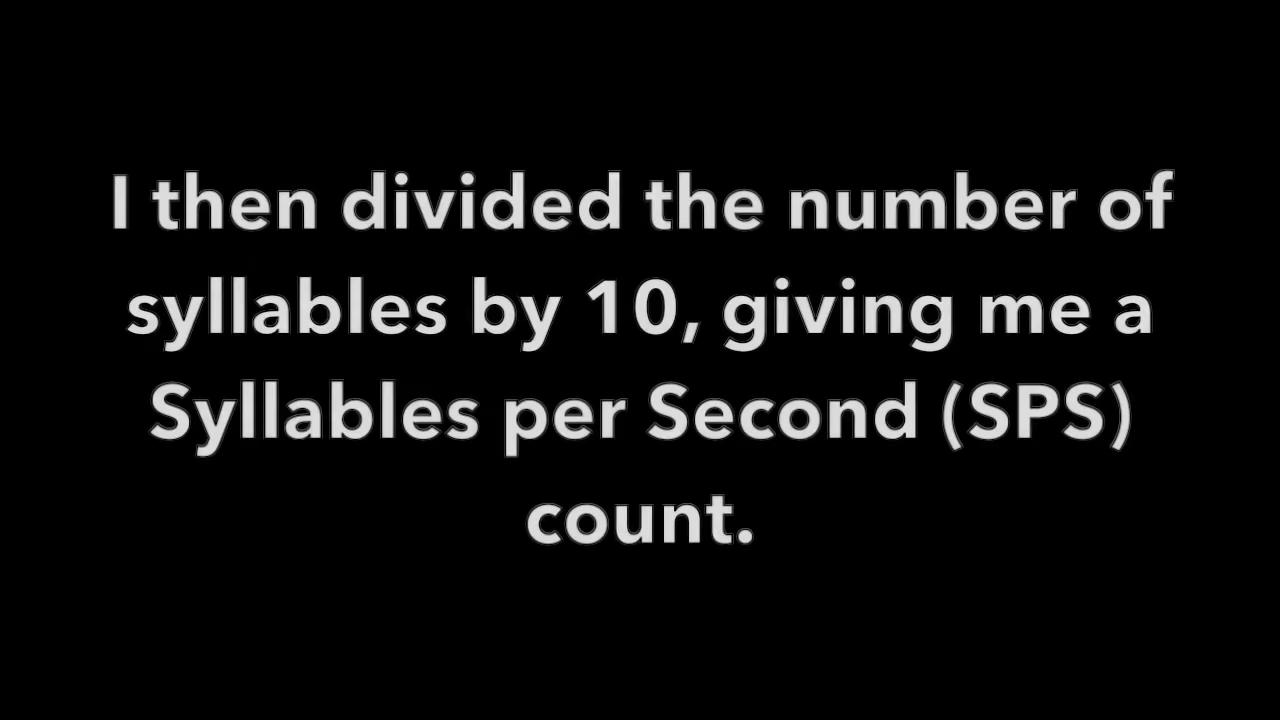 I then divided the number of
syllables by 10, giving me a
Syllables per Second (SPS)
count.